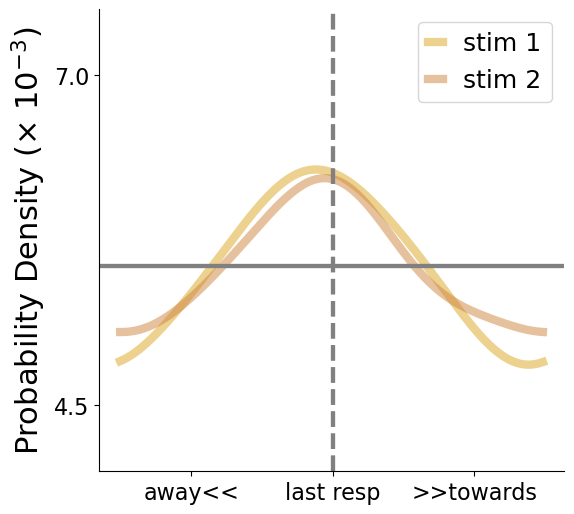 Probability Density (× 10⁻³)
7.0
4.5
stim 1
stim 2
away<< last resp >>towards